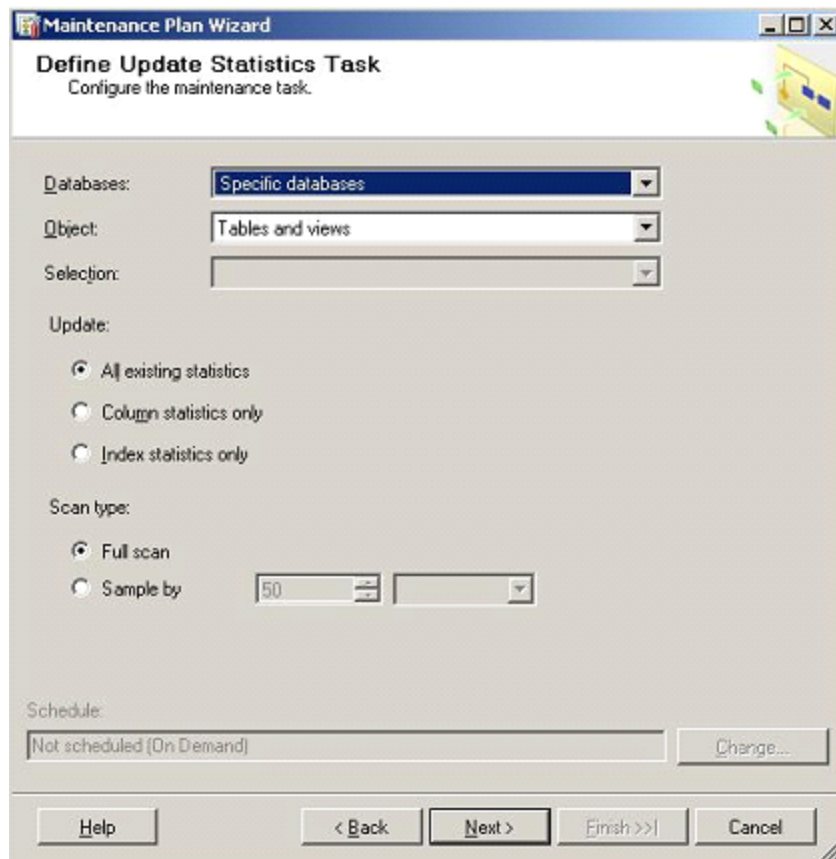 Maintenance Plan Wizard
Define Update Statistics Task
Configure the maintenance task.
Databases: Specific databases
Object: Tables and views
Selection:
Update:
All existing statistics
Column statistics only
Index statistics only
Scan type:
Full scan
Sample by 50
Schedule:
Not scheduled (On Demand) Change...
Help < Back Next > Finish >>| Cancel